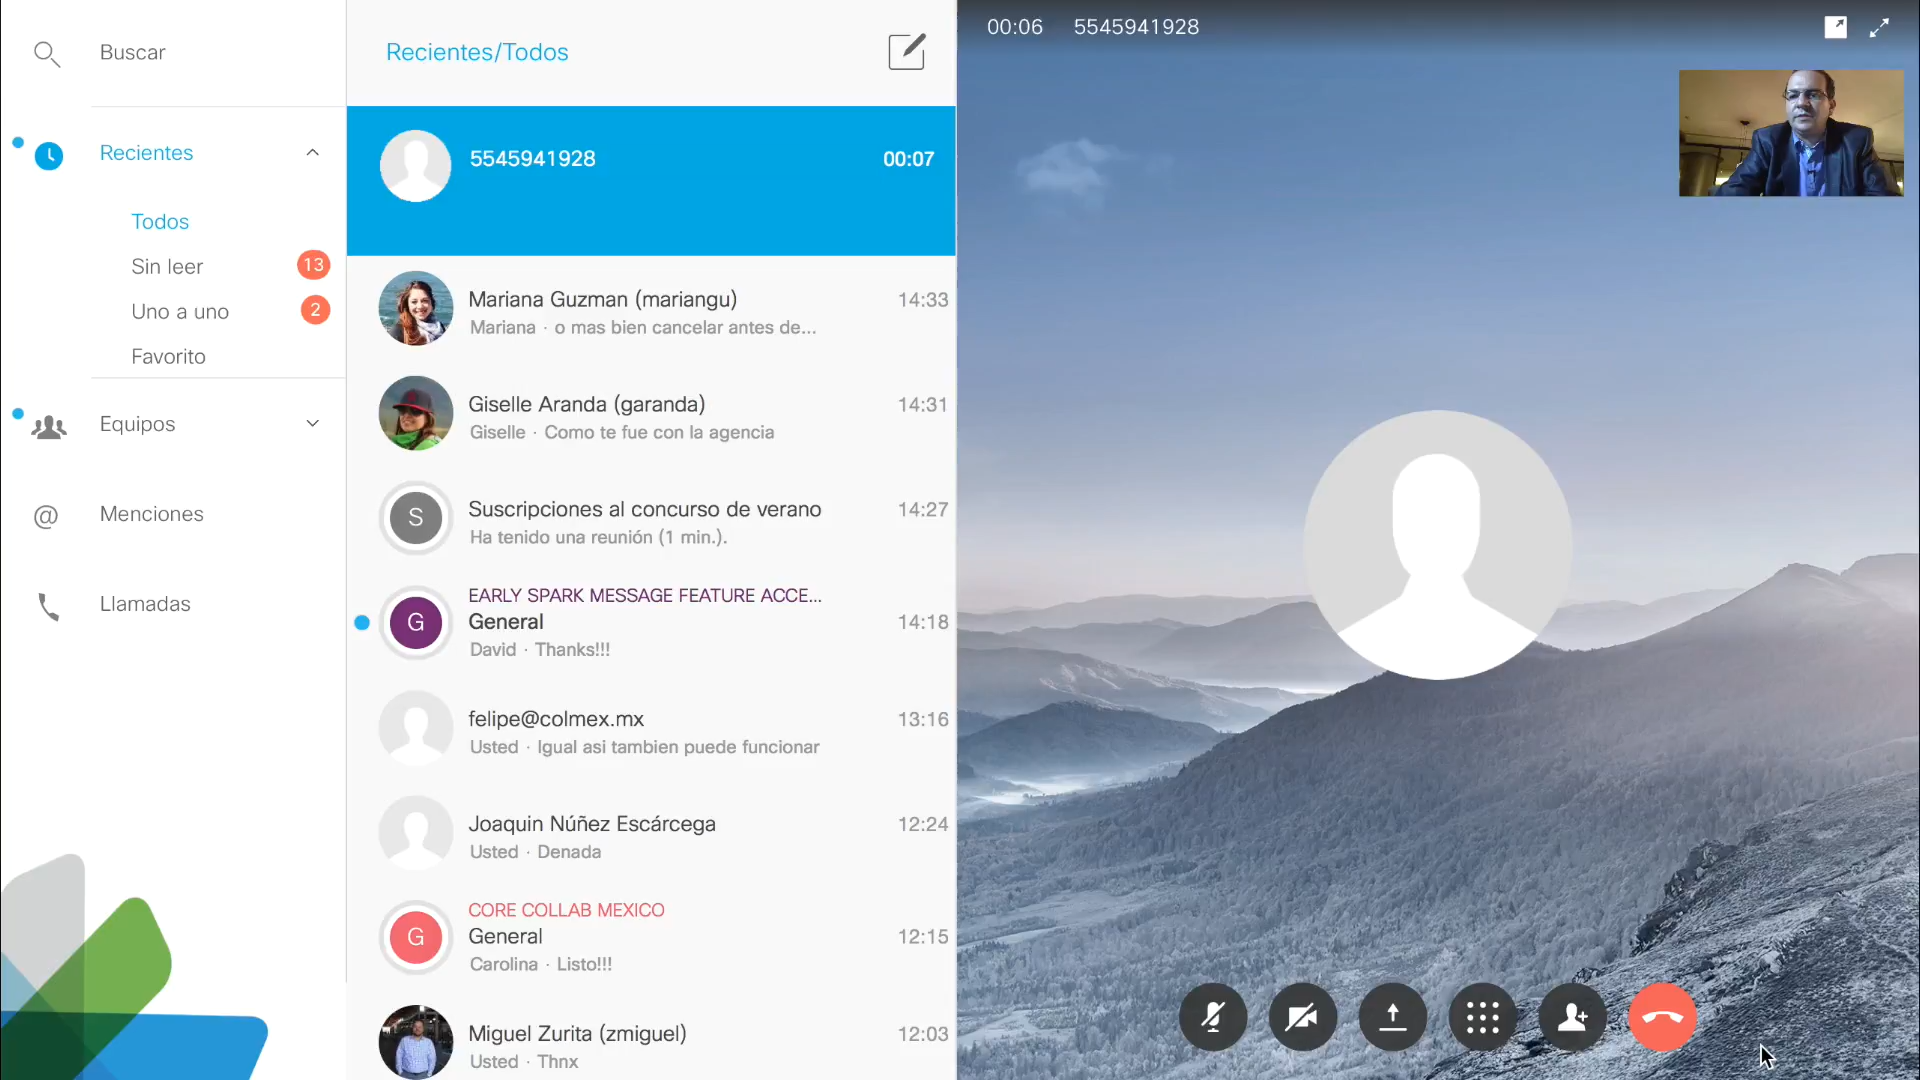 Buscar
Recientes
Todos
Sin leer 13
Uno a uno 2
Favorito
Equipos
@ Menciones
Llamadas
Recientes/Todos
5545941928 00:07
Mariana Guzman (mariangu) 14:33
Mariana · o mas bien cancelar antes de...
Giselle Aranda (garanda) 14:31
Giselle · Como te fue con la agencia
S
Suscripciones al concurso de verano 14:27
Ha tenido una reunión (1 min.).
EARLY SPARK MESSAGE FEATURE ACCE...
G
General 14:18
David · Thanks!!!
felipe@colmex.mx 13:16
Usted · Igual asi tambien puede funcionar
Joaquin Núñez Escárcega 12:24
Usted · Denada
CORE COLLAB MEXICO
G
General 12:15
Carolina · Listo!!!
Miguel Zurita (zmiguel) 12:03
Usted · Thnx
00:06 5545941928